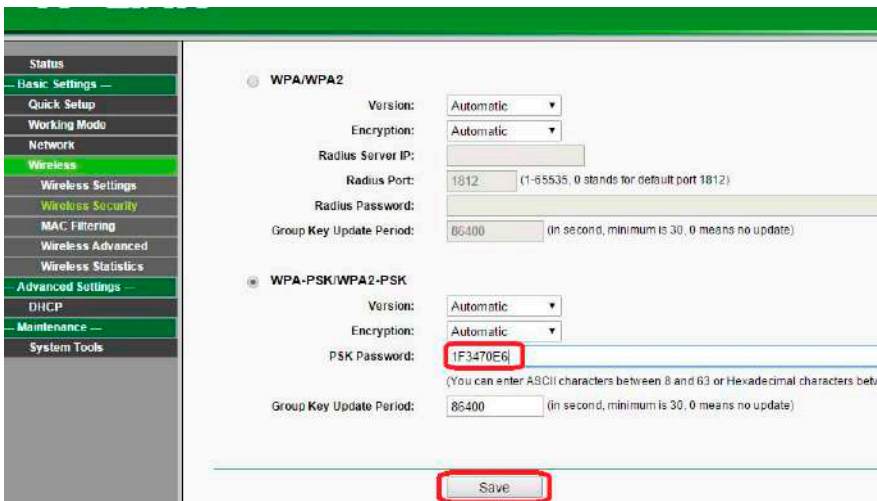 Status
— Basic Settings —
Quick Setup
Working Mode
Network
Wireless
Wireless Settings
Wireless Security
MAC Filtering
Wireless Advanced
Wireless Statistics
— Advanced Settings —
DHCP
— Maintenance —
System Tools
WPA/WPA2
Version: Automatic
Encryption: Automatic
Radius Server IP:
Radius Port: 1812 (1-65535, 0 stands for default port 1812)
Radius Password:
Group Key Update Period: 86400 (in second, minimum is 30, 0 means no update)
WPA-PSK/WPA2-PSK
Version: Automatic
Encryption: Automatic
PSK Password: 1F3470E6
(You can enter ASCII characters between 8 and 63 or Hexadecimal characters betw
Group Key Update Period: 86400 (in second, minimum is 30, 0 means no update)
Save